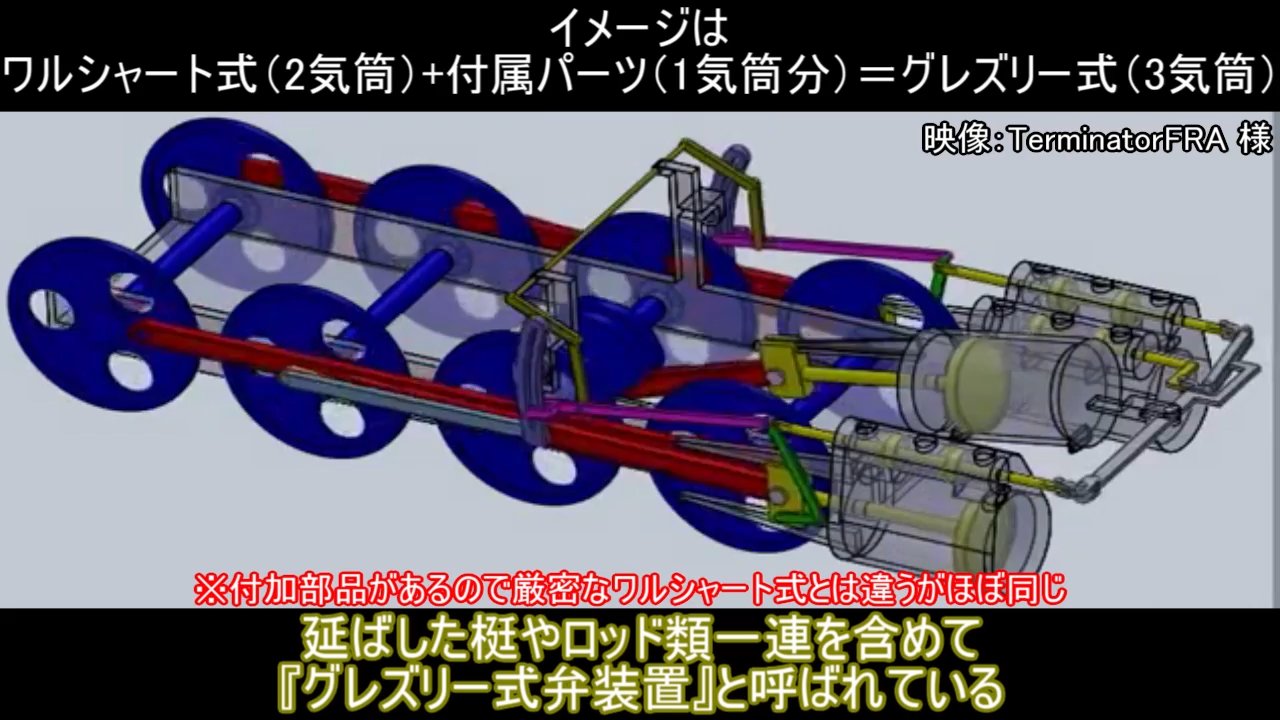 イメージは
ワルシャート式(2気筒)+付属パーツ(1気筒分)=グレズリー式(3気筒)
映像:TerminatorFRA 様
※付加部品があるので厳密なワルシャート式とは違うがほぼ同じ
延ばした梃やロッド類一連を含めて
『グレズリー式弁装置』と呼ばれている